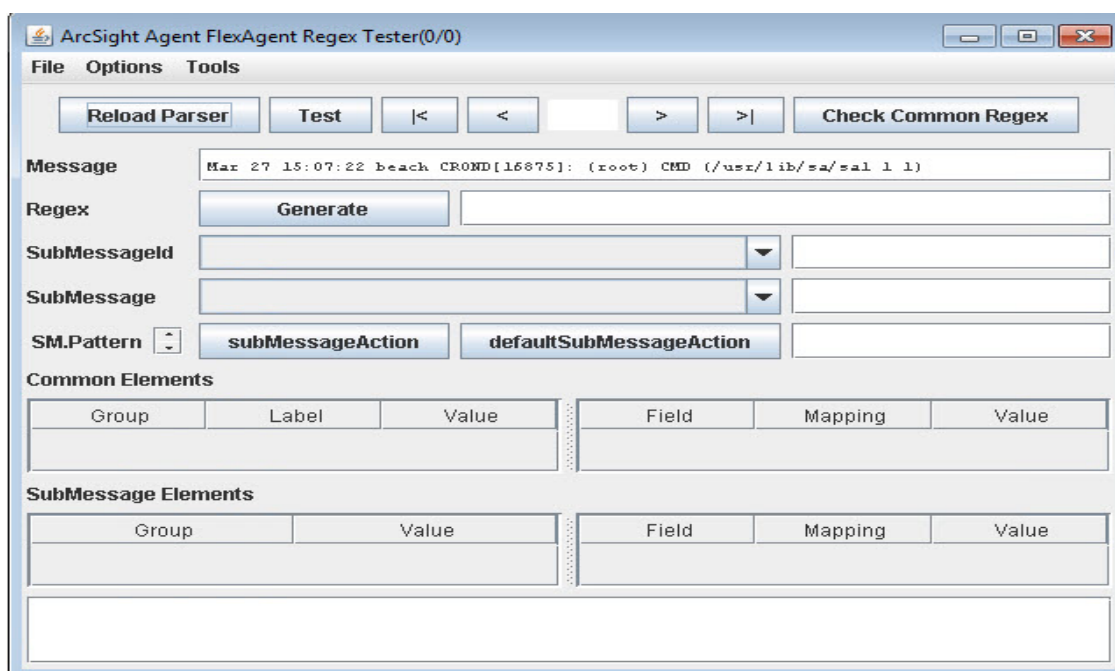 ArcSight Agent FlexAgent Regex Tester(0/0)
File Options Tools
Reload Parser Test |< < > >| Check Common Regex
Message Mar 27 15:07:22 beach CROND[16875]: (root) CMD (/usr/lib/sa/sa1 1 1)
Regex Generate
SubMessageId
SubMessage
SM.Pattern subMessageAction defaultSubMessageAction
Common Elements
Group Label Value Field Mapping Value
SubMessage Elements
Group Value Field Mapping Value